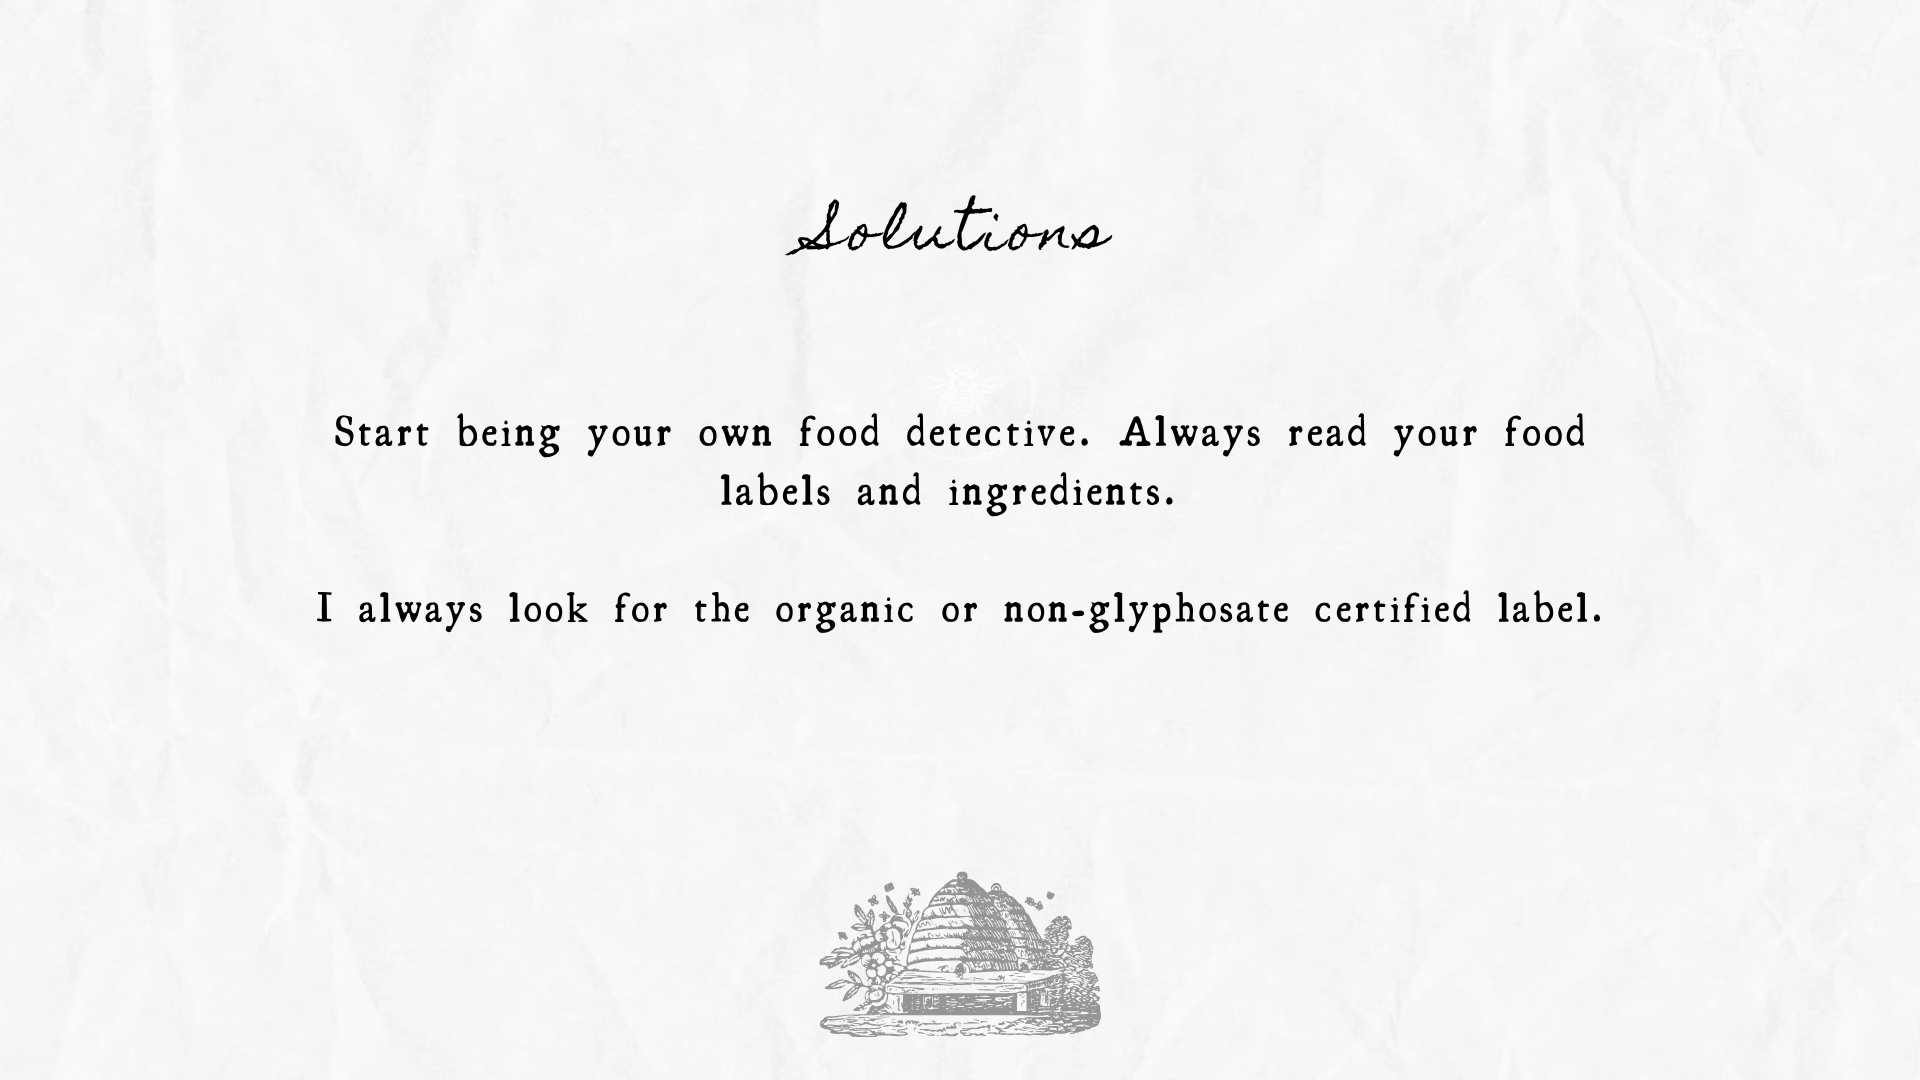 Solutions
Start being your own food detective. Always read your food
labels and ingredients.
I always look for the organic or non-glyphosate certified label.